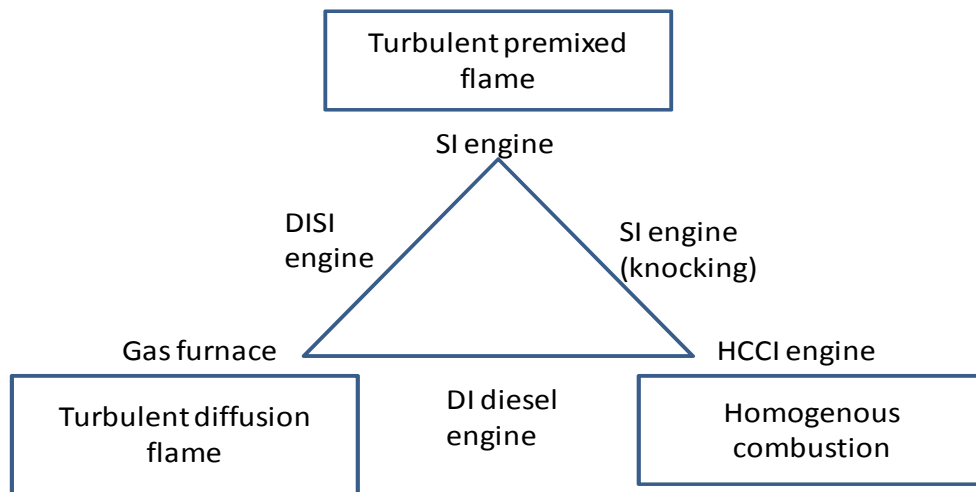 Turbulent premixed
flame
SI engine
DISI
engine
SI engine
(knocking)
Gas furnace
HCCI engine
Turbulent diffusion
flame
DI diesel
engine
Homogenous
combustion